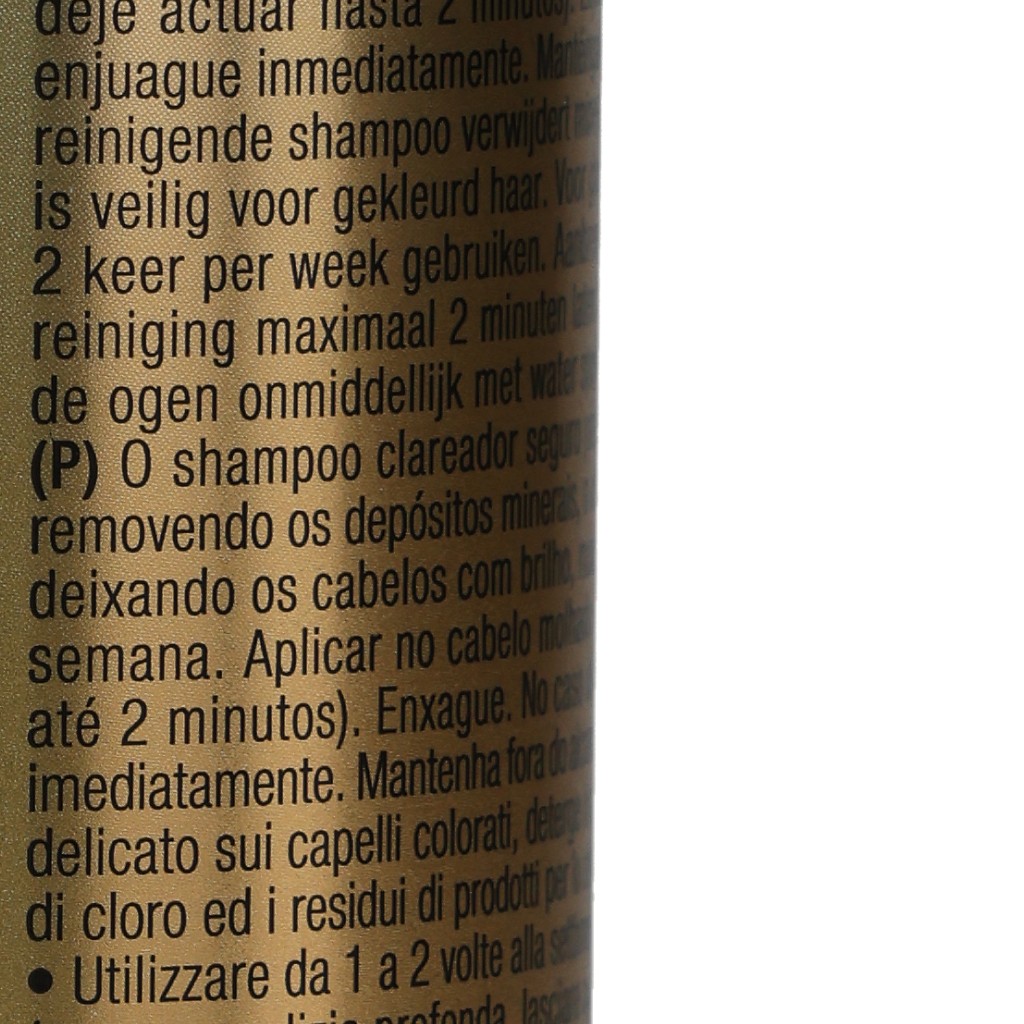 deje actuar hasta 2 minutos).
enjuague inmediatamente.
reinigende shampoo verwijdert
is veilig voor gekleurd haar. Voor
2 keer per week gebruiken.
reiniging maximaal 2 minuten
de ogen onmiddellijk met water
(P) O shampoo clareador
removendo os depósitos minerais,
deixando os cabelos com brilho,
semana. Aplicar no cabelo
até 2 minutos). Enxague. No caso
imediatamente. Mantenha fora do
delicato sui capelli colorati,
di cloro ed i residui di prodotti per
• Utilizzare da 1 a 2 volte alla
profonda,